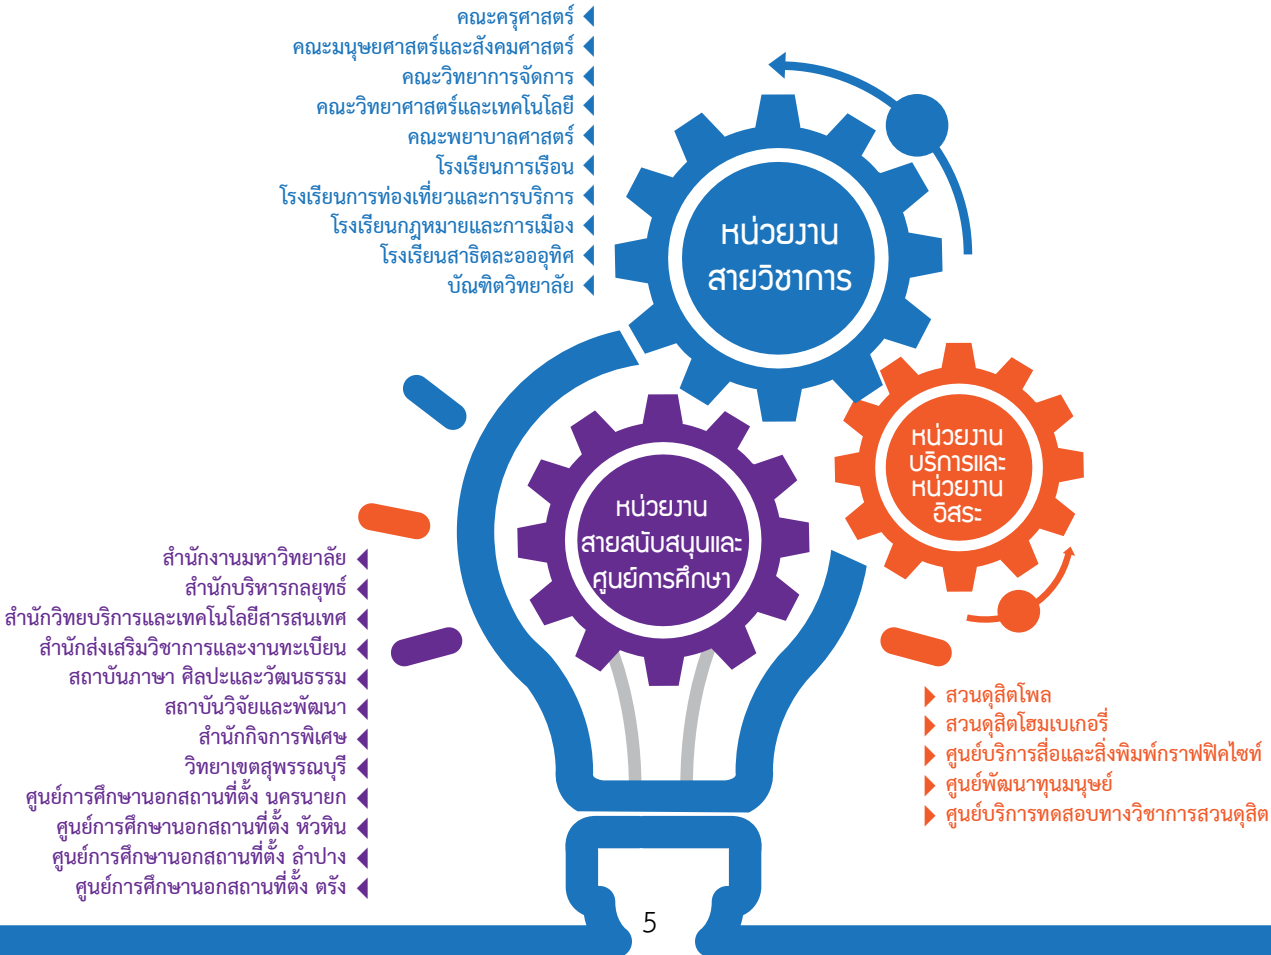 คณะครุศาสตร์
คณะมนุษยศาสตร์และสังคมศาสตร์
คณะวิทยาการจัดการ
คณะวิทยาศาสตร์และเทคโนโลยี
คณะพยาบาลศาสตร์
โรงเรียนการเรือน
โรงเรียนการท่องเที่ยวและการบริการ
โรงเรียนกฎหมายและการเมือง
โรงเรียนสาธิตละอออุทิศ
บัณฑิตวิทยาลัย
หน่วยงาน
สายวิชาการ
หน่วยงาน
บริการและ
หน่วยงาน
อิสระ
หน่วยงาน
สายสนับสนุนและ
ศูนย์การศึกษา
สำนักงานมหาวิทยาลัย
สำนักบริหารกลยุทธ์
สำนักวิทยบริการและเทคโนโลยีสารสนเทศ
สำนักส่งเสริมวิชาการและงานทะเบียน
สถาบันภาษา ศิลปะและวัฒนธรรม
สถาบันวิจัยและพัฒนา
สำนักกิจการพิเศษ
วิทยาเขตสุพรรณบุรี
ศูนย์การศึกษานอกสถานที่ตั้ง นครนายก
ศูนย์การศึกษานอกสถานที่ตั้ง หัวหิน
ศูนย์การศึกษานอกสถานที่ตั้ง ลำปาง
ศูนย์การศึกษานอกสถานที่ตั้ง ตรัง
สวนดุสิตโพล
สวนดุสิตโฮมเบเกอรี่
ศูนย์บริการสื่อและสิ่งพิมพ์กราฟฟิคไซท์
ศูนย์พัฒนาทุนมนุษย์
ศูนย์บริการทดสอบทางวิชาการสวนดุสิต
5